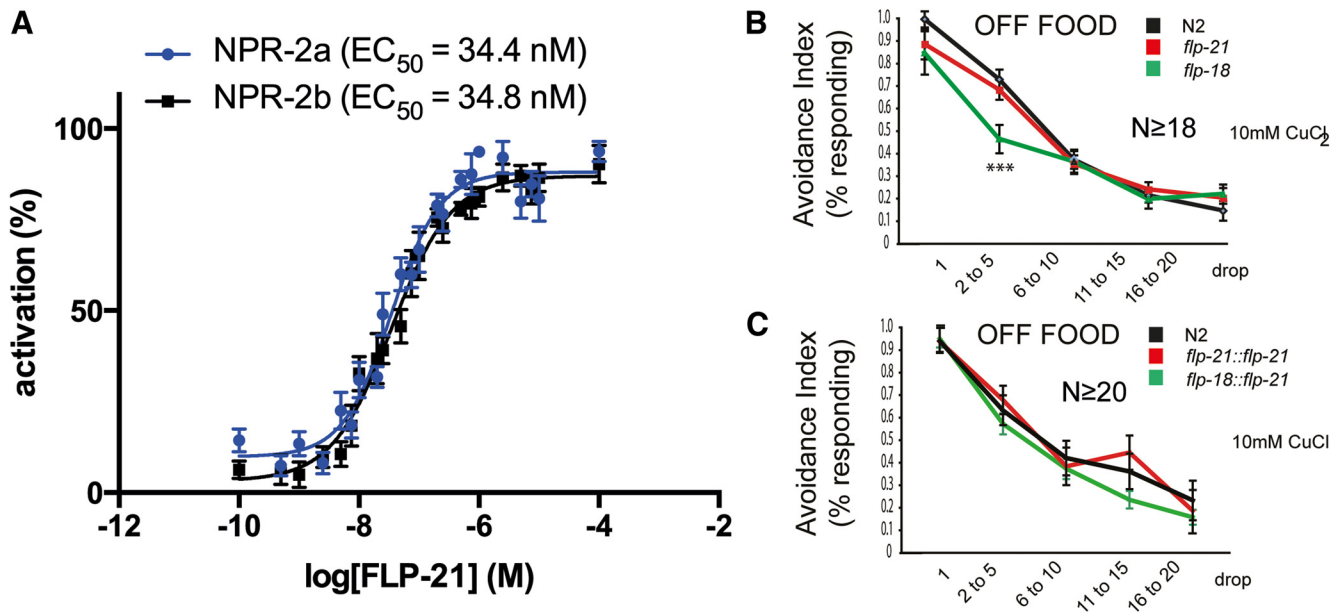 A
NPR-2a (EC50 = 34.4 nM)
NPR-2b (EC50 = 34.8 nM)
100
50
0
activation (%)
-12
-10
-8
-6
-4
-2
log[FLP-21] (M)
B
OFF FOOD
N2
flp-21
flp-18
N≥18
10mM CuCl2
***
Avoidance Index
(% responding)
1.0
0.9
0.8
0.7
0.6
0.5
0.4
0.3
0.2
0.1
0
1
2 to 5
6 to 10
11 to 15
16 to 20
drop
C
OFF FOOD
N2
flp-21::flp-21
flp-18::flp-21
N≥20
10mM CuCl
Avoidance Index
(% responding)
1.0
0.9
0.8
0.7
0.6
0.5
0.4
0.3
0.2
0.1
0
1
2 to 5
6 to 10
11 to 15
16 to 20
drop